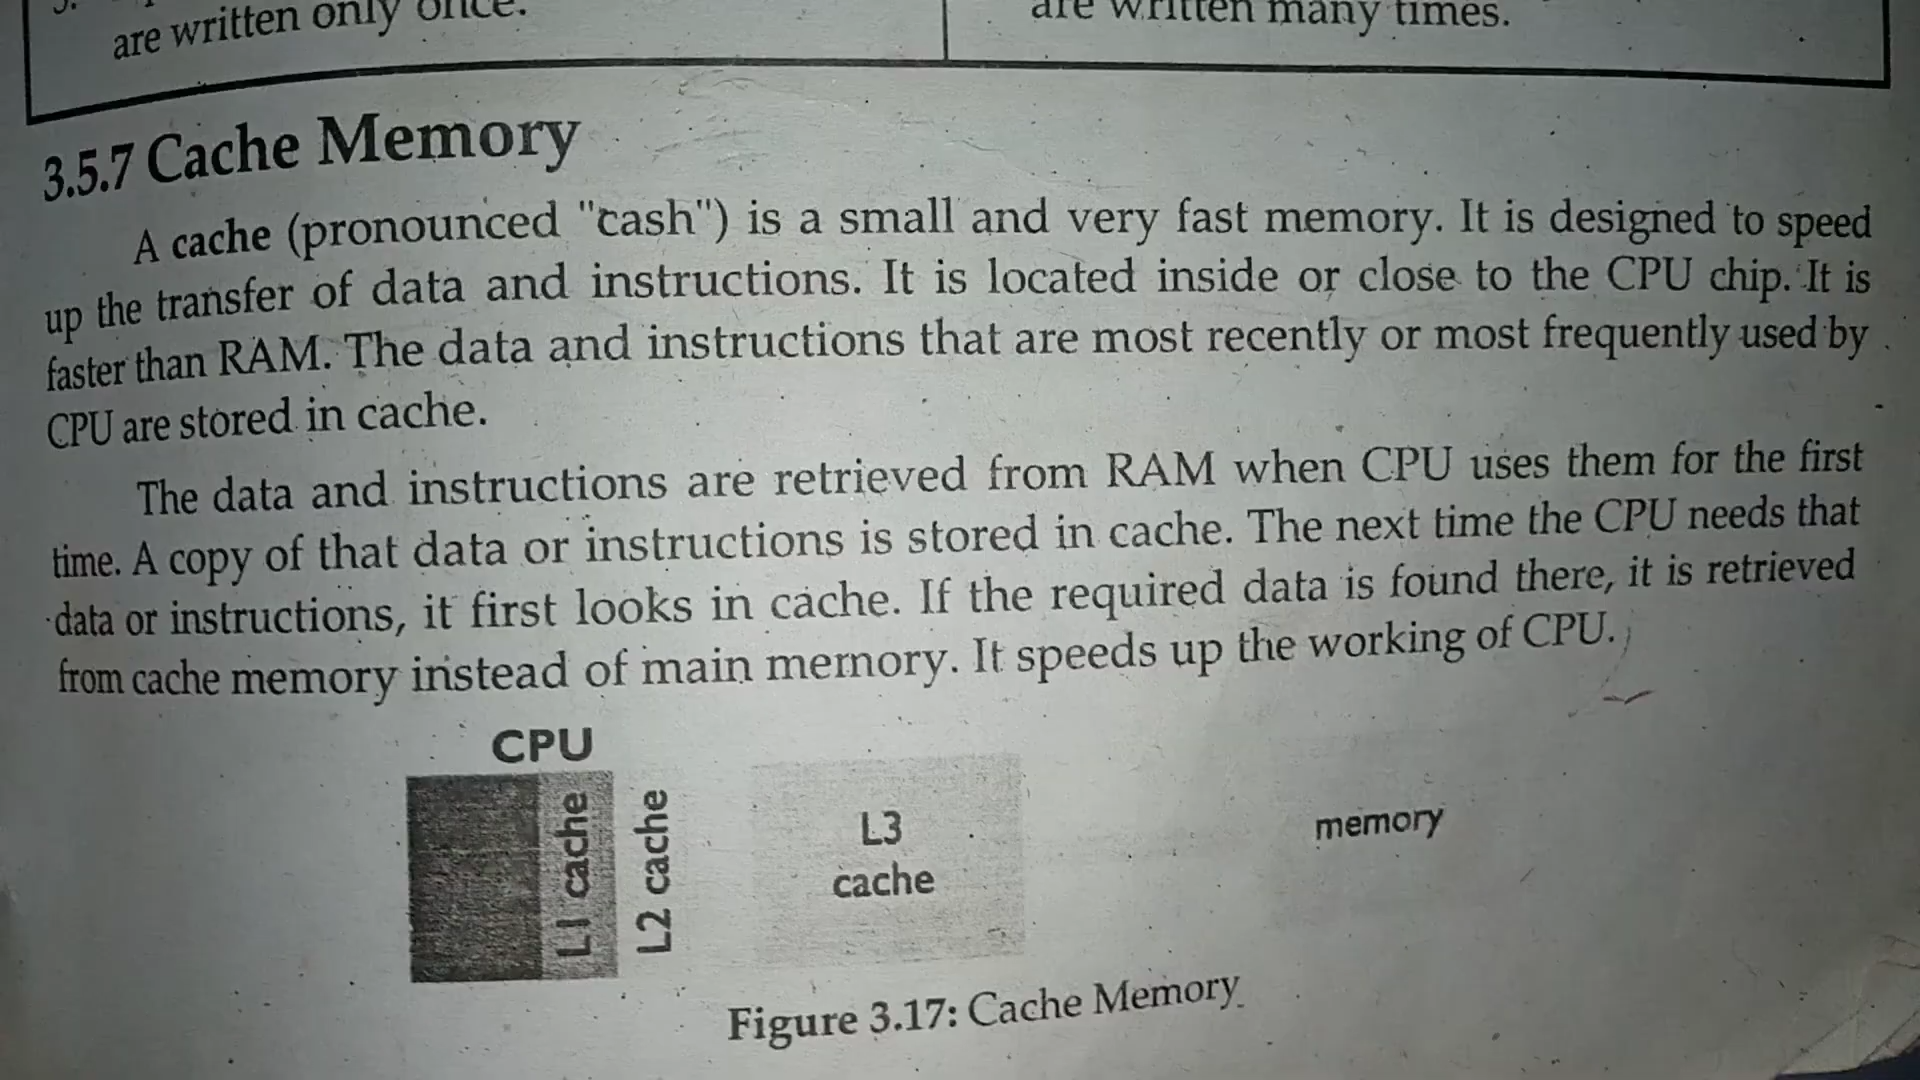 are written only once.
are written many times.
3.5.7 Cache Memory
A cache (pronounced "cash") is a small and very fast memory. It is designed to speed
up the transfer of data and instructions. It is located inside or close to the CPU chip. It is
faster than RAM. The data and instructions that are most recently or most frequently used by
CPU are stored in cache.
The data and instructions are retrieved from RAM when CPU uses them for the first
time. A copy of that data or instructions is stored in cache. The next time the CPU needs that
data or instructions, it first looks in cache. If the required data is found there, it is retrieved
from cache memory instead of main memory. It speeds up the working of CPU.
CPU
L1 cache
L2 cache
L3
cache
memory
Figure 3.17: Cache Memory